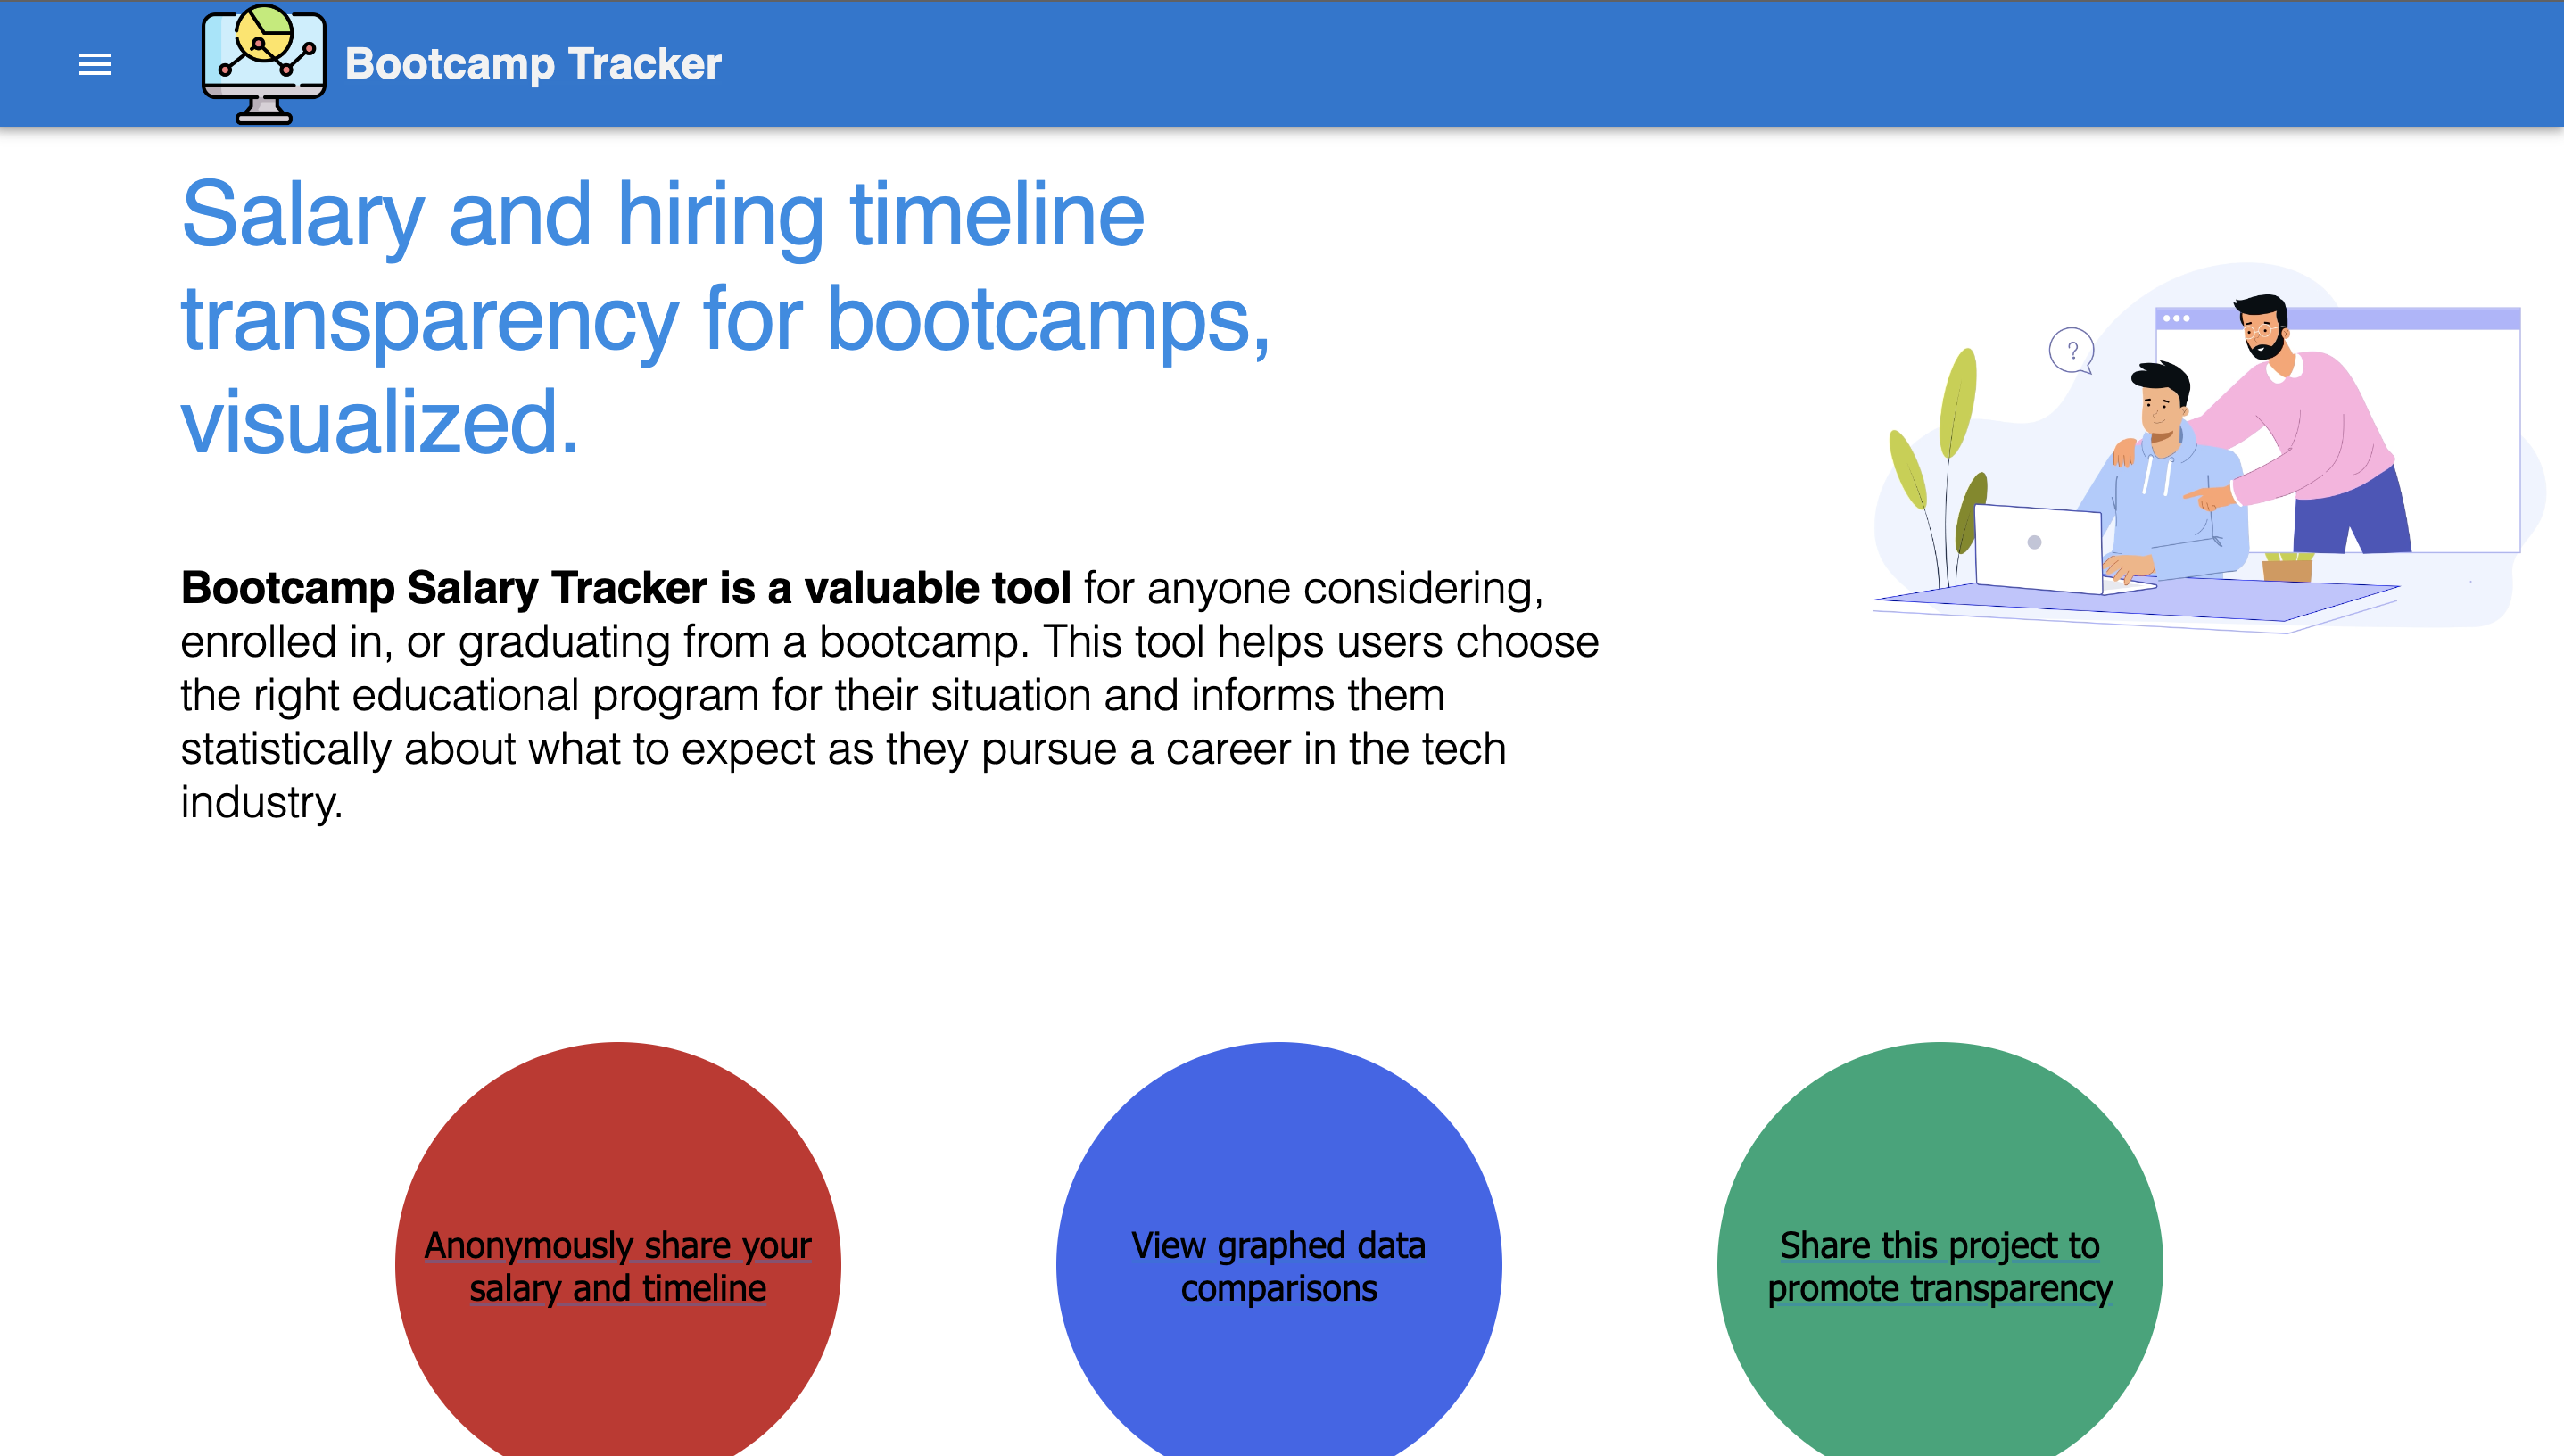 Bootcamp Tracker
Salary and hiring timeline
transparency for bootcamps,
visualized.
?
Bootcamp Salary Tracker is a valuable tool for anyone considering,
enrolled in, or graduating from a bootcamp. This tool helps users choose
the right educational program for their situation and informs them
statistically about what to expect as they pursue a career in the tech
industry.
Anonymously share your
salary and timeline
View graphed data
comparisons
Share this project to
promote transparency